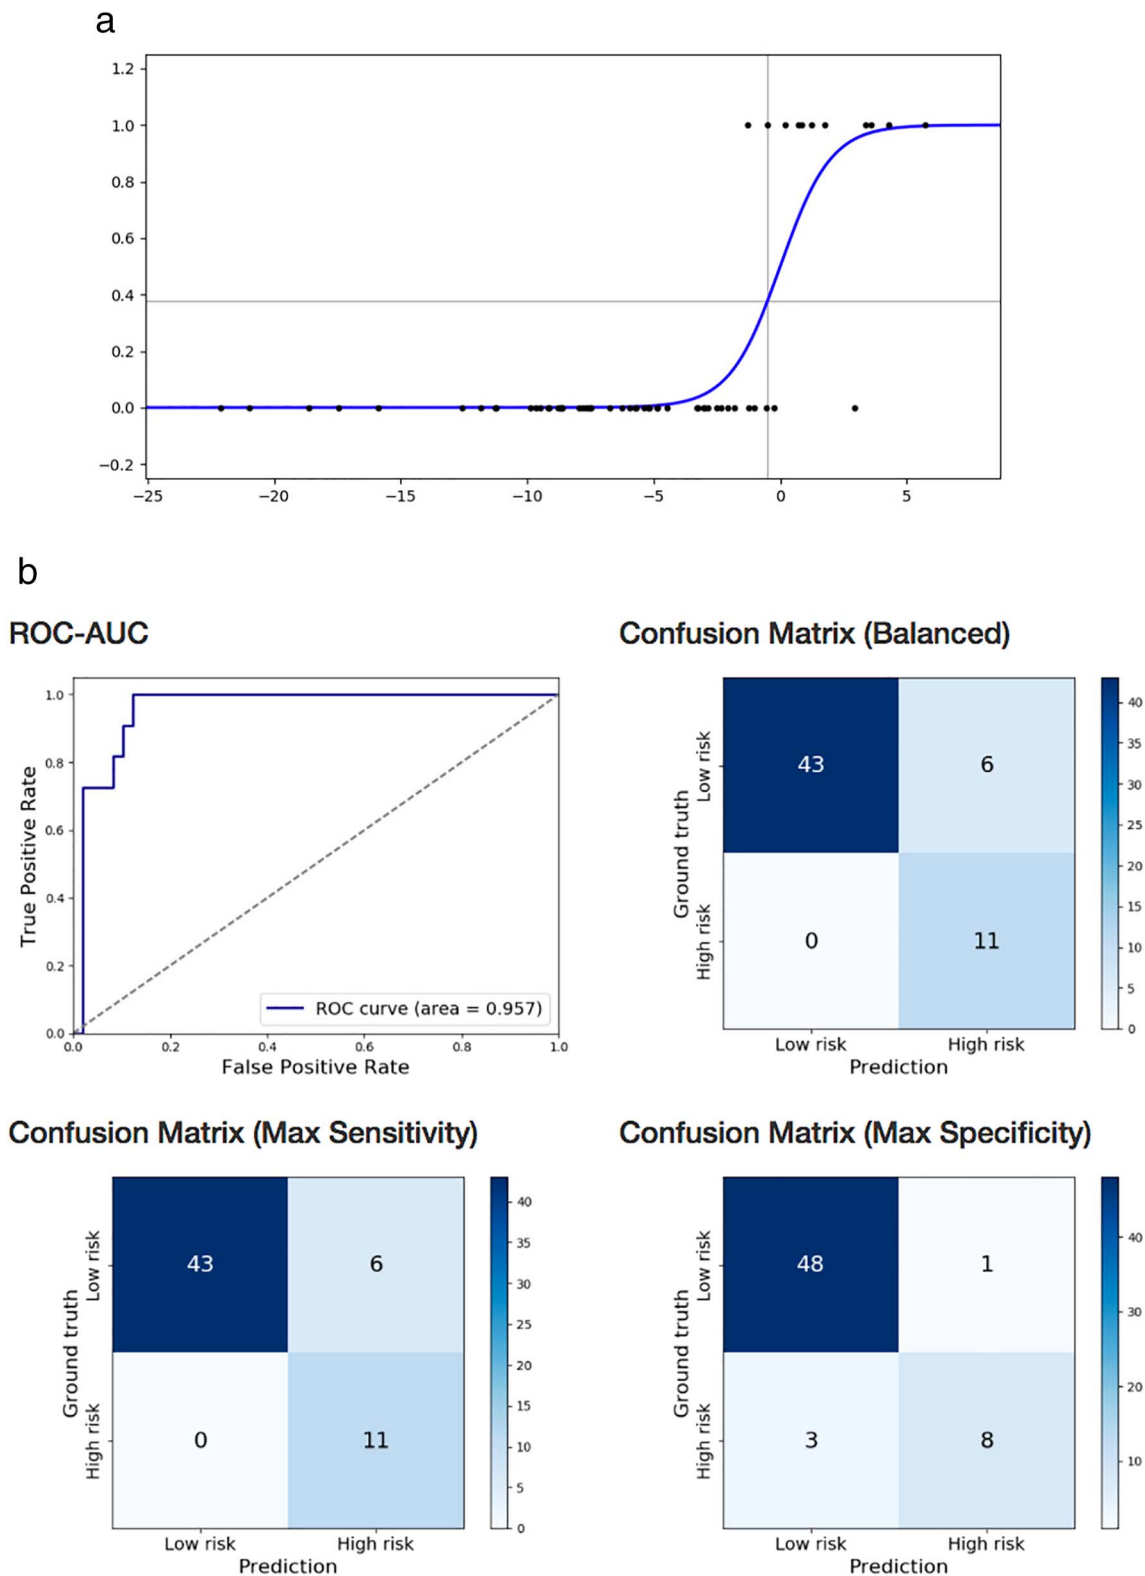 a
1.2
1.0
0.8
0.6
0.4
0.2
0.0
−0.2
−25 −20 −15 −10 −5 0 5
b
ROC-AUC
1.0
0.8
0.6
0.4
0.2
0.0
True Positive Rate
ROC curve (area = 0.957)
0.0 0.2 0.4 0.6 0.8 1.0
False Positive Rate
Confusion Matrix (Balanced)
Ground truth
Low risk
High risk
43 6
0 11
Low risk High risk
Prediction
40
35
30
25
20
15
10
5
0
Confusion Matrix (Max Sensitivity)
Ground truth
Low risk
High risk
43 6
0 11
Low risk High risk
Prediction
40
35
30
25
20
15
10
5
0
Confusion Matrix (Max Specificity)
Ground truth
Low risk
High risk
48 1
3 8
Low risk High risk
Prediction
40
30
20
10